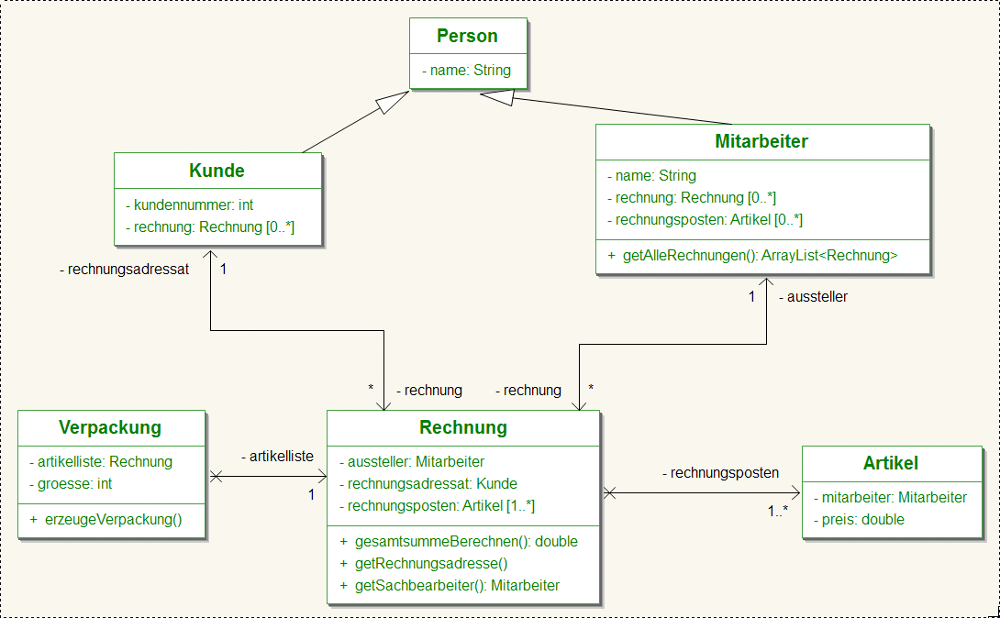 Person
- name: String
Mitarbeiter
- name: String
- rechnung: Rechnung [0..*]
- rechnungsposten: Artikel [0..*]
+ getAlleRechnungen(): ArrayList<Rechnung>
Kunde
- kundennummer: int
- rechnung: Rechnung [0..*]
- rechnungsadressat
1
1
- aussteller
*
- rechnung
- rechnung
*
Verpackung
- artikelliste: Rechnung
- groesse: int
+ erzeugeVerpackung()
- artikelliste
1
Rechnung
- aussteller: Mitarbeiter
- rechnungsadressat: Kunde
- rechnungsposten: Artikel [1..*]
+ gesamtsummeBerechnen(): double
+ getRechnungsadresse()
+ getSachbearbeiter(): Mitarbeiter
- rechnungsposten
1..*
Artikel
- mitarbeiter: Mitarbeiter
- preis: double